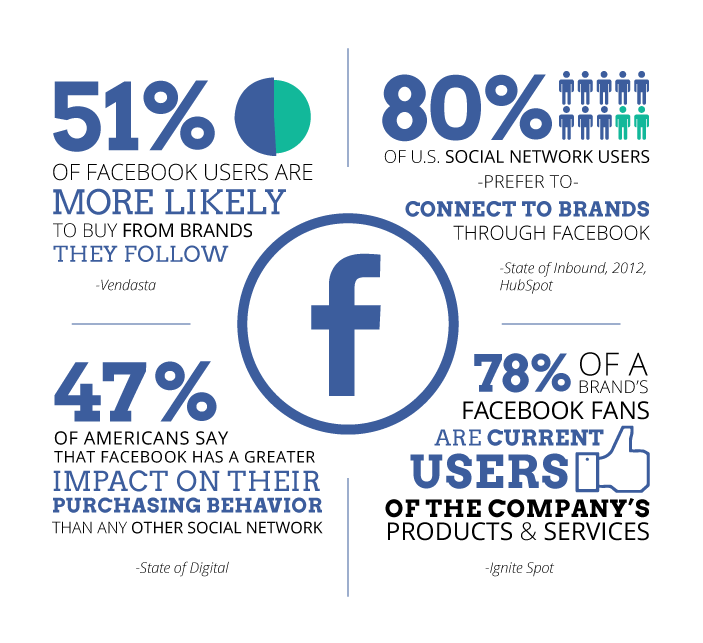 51%
OF FACEBOOK USERS ARE
MORE LIKELY
TO BUY FROM BRANDS
THEY FOLLOW
-Vendasta
80%
OF U.S. SOCIAL NETWORK USERS
-PREFER TO-
CONNECT TO BRANDS
THROUGH FACEBOOK
-State of Inbound, 2012,
HubSpot
f
47%
OF AMERICANS SAY
THAT FACEBOOK HAS A GREATER
IMPACT ON THEIR
PURCHASING BEHAVIOR
THAN ANY OTHER SOCIAL NETWORK
-State of Digital
78% OF A
BRAND'S
FACEBOOK FANS
ARE CURRENT
USERS
OF THE COMPANY'S
PRODUCTS & SERVICES
-Ignite Spot